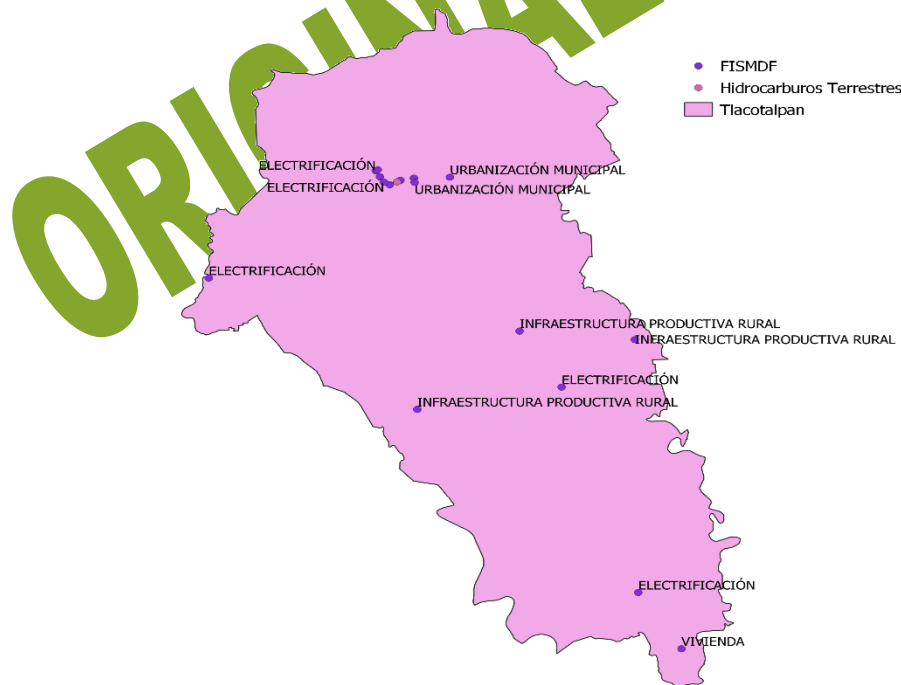 ORIGINAL
FISMDF
Hidrocarburos Terrestres
Tlacotalpan
ELECTRIFICACIÓN
URBANIZACIÓN MUNICIPAL
ELECTRIFICACIÓN
URBANIZACIÓN MUNICIPAL
ELECTRIFICACIÓN
INFRAESTRUCTURA PRODUCTIVA RURAL
INFRAESTRUCTURA PRODUCTIVA RURAL
ELECTRIFICACIÓN
INFRAESTRUCTURA PRODUCTIVA RURAL
ELECTRIFICACIÓN
VIVIENDA